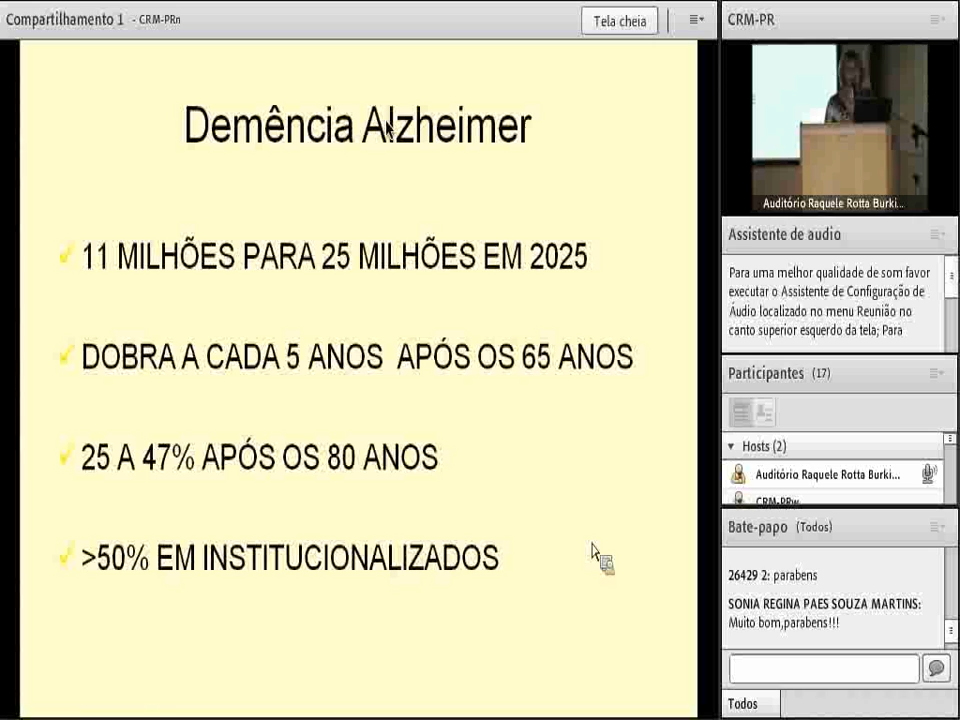 Compartilhamento 1 - CRM-PRn
Tela cheia
Demência Alzheimer
11 MILHÕES PARA 25 MILHÕES EM 2025
DOBRA A CADA 5 ANOS APÓS OS 65 ANOS
25 A 47% APÓS OS 80 ANOS
>50% EM INSTITUCIONALIZADOS
CRM-PR
Auditório Raquele Rotta Burki...
Assistente de audio
Para uma melhor qualidade de som favor
executar o Assistente de Configuração de
Áudio localizado no menu Reunião no
canto superior esquerdo da tela; Para
Participantes (17)
Hosts (2)
Auditório Raquele Rotta Burki...
CRM-PRw
Bate-papo (Todos)
26429 2: parabens
SONIA REGINA PAES SOUZA MARTINS:
Muito bom,parabens!!!
Todos